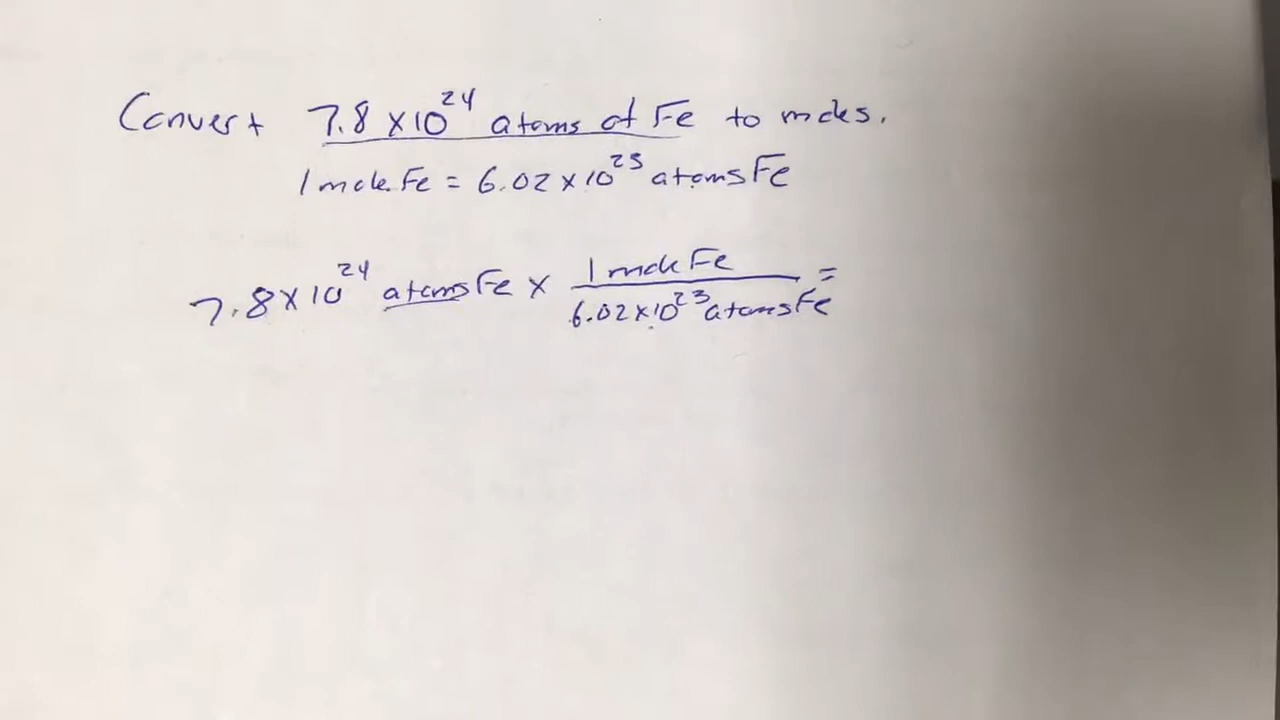 Convert 7.8 x 10^24 atoms of Fe to moles.
1 mole Fe = 6.02 x 10^23 atoms Fe
7.8 x 10^24 atoms Fe x 1 mole Fe / 6.02 x 10^23 atoms Fe =